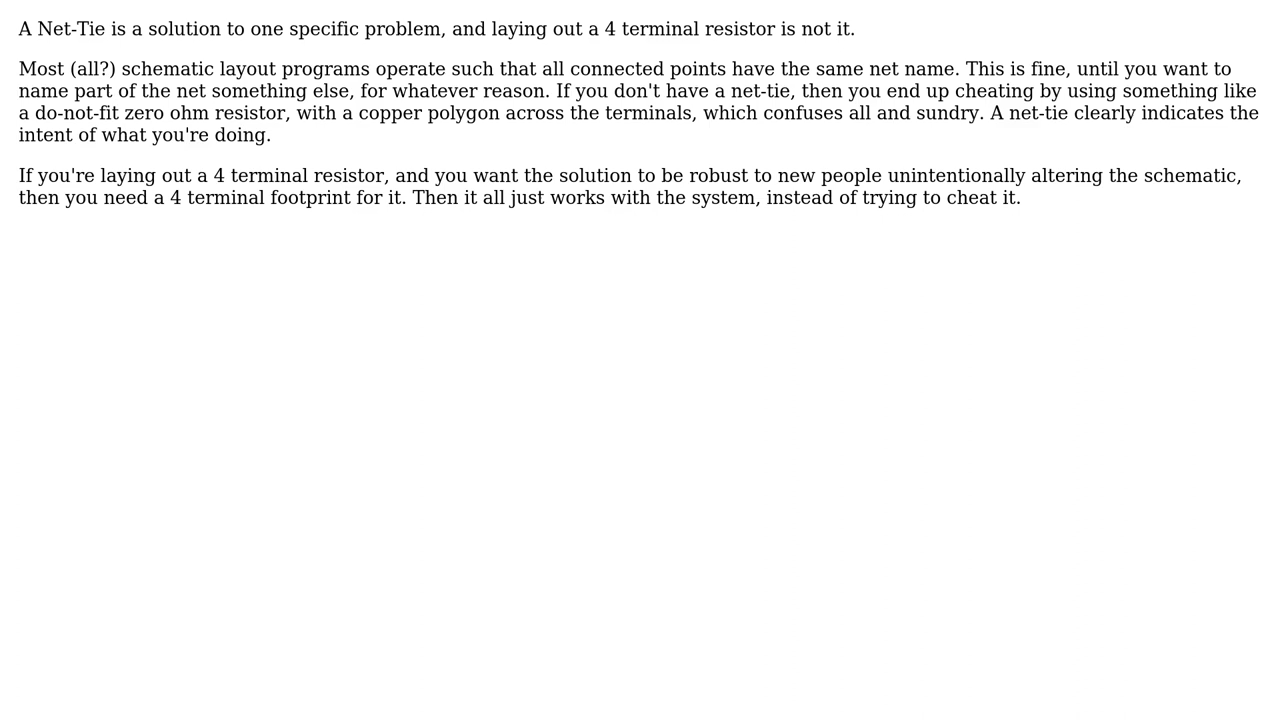 A Net-Tie is a solution to one specific problem, and laying out a 4 terminal resistor is not it.
Most (all?) schematic layout programs operate such that all connected points have the same net name. This is fine, until you want to
name part of the net something else, for whatever reason. If you don't have a net-tie, then you end up cheating by using something like
a do-not-fit zero ohm resistor, with a copper polygon across the terminals, which confuses all and sundry. A net-tie clearly indicates the
intent of what you're doing.
If you're laying out a 4 terminal resistor, and you want the solution to be robust to new people unintentionally altering the schematic,
then you need a 4 terminal footprint for it. Then it all just works with the system, instead of trying to cheat it.